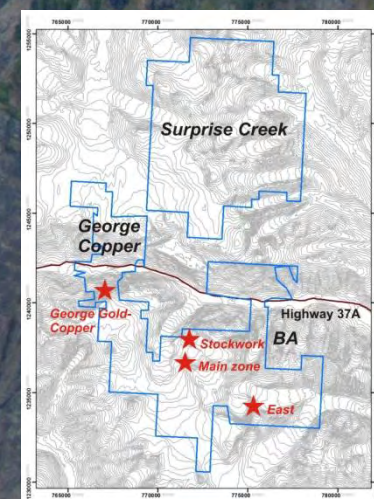 765000
770000
775000
780000
1255000
1250000
Surprise Creek
1245000
George
Copper
1240000
Highway 37A
George Gold-
Copper
Stockwork
BA
Main zone
East
1235000
1230000
765000
770000
775000
780000